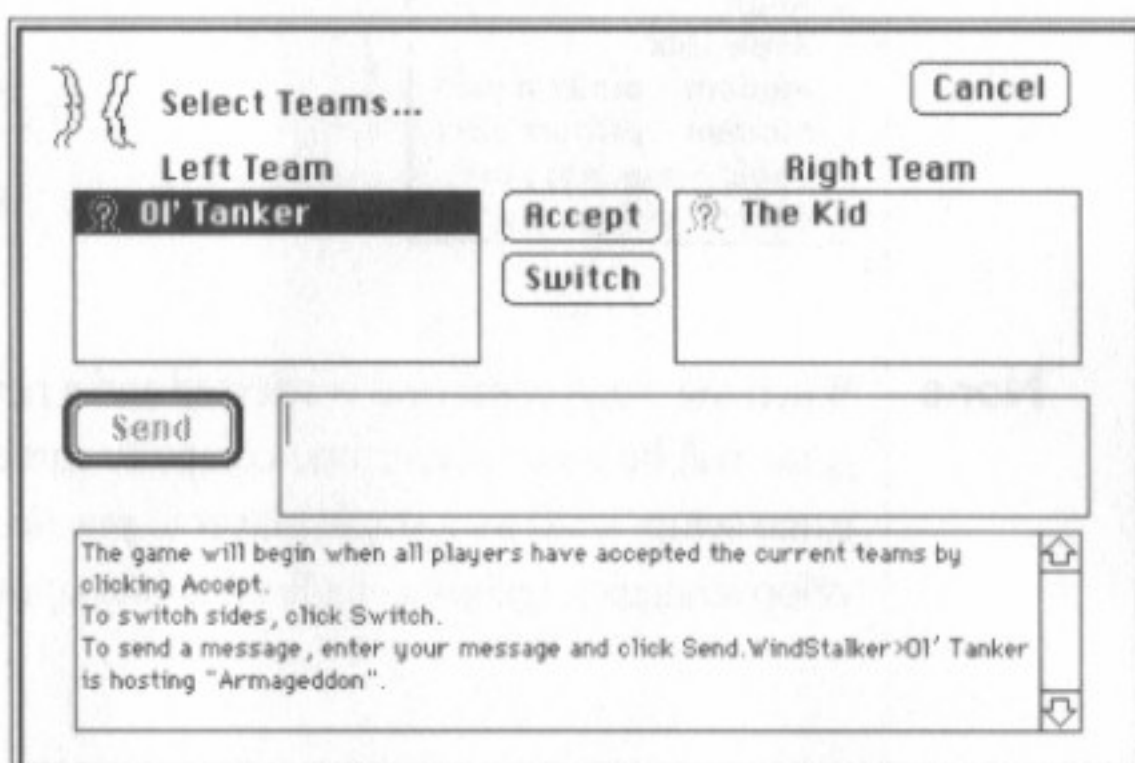 Select Teams...
Cancel
Left Team
Right Team
Ol' Tanker
Accept
The Kid
Switch
Send
The game will begin when all players have accepted the current teams by
clicking Accept.
To switch sides, click Switch.
To send a message, enter your message and click Send.WindStalker>Ol' Tanker
is hosting "Armageddon".